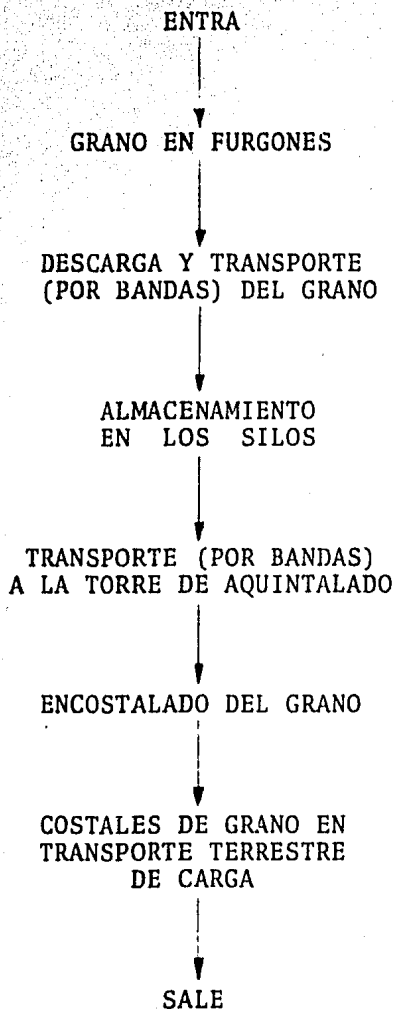 ENTRA
GRANO EN FURGONES
DESCARGA Y TRANSPORTE
(POR BANDAS) DEL GRANO
ALMACENAMIENTO
EN LOS SILOS
TRANSPORTE (POR BANDAS)
A LA TORRE DE AQUINTALADO
ENCOSTALADO DEL GRANO
COSTALES DE GRANO EN
TRANSPORTE TERRESTRE
DE CARGA
SALE